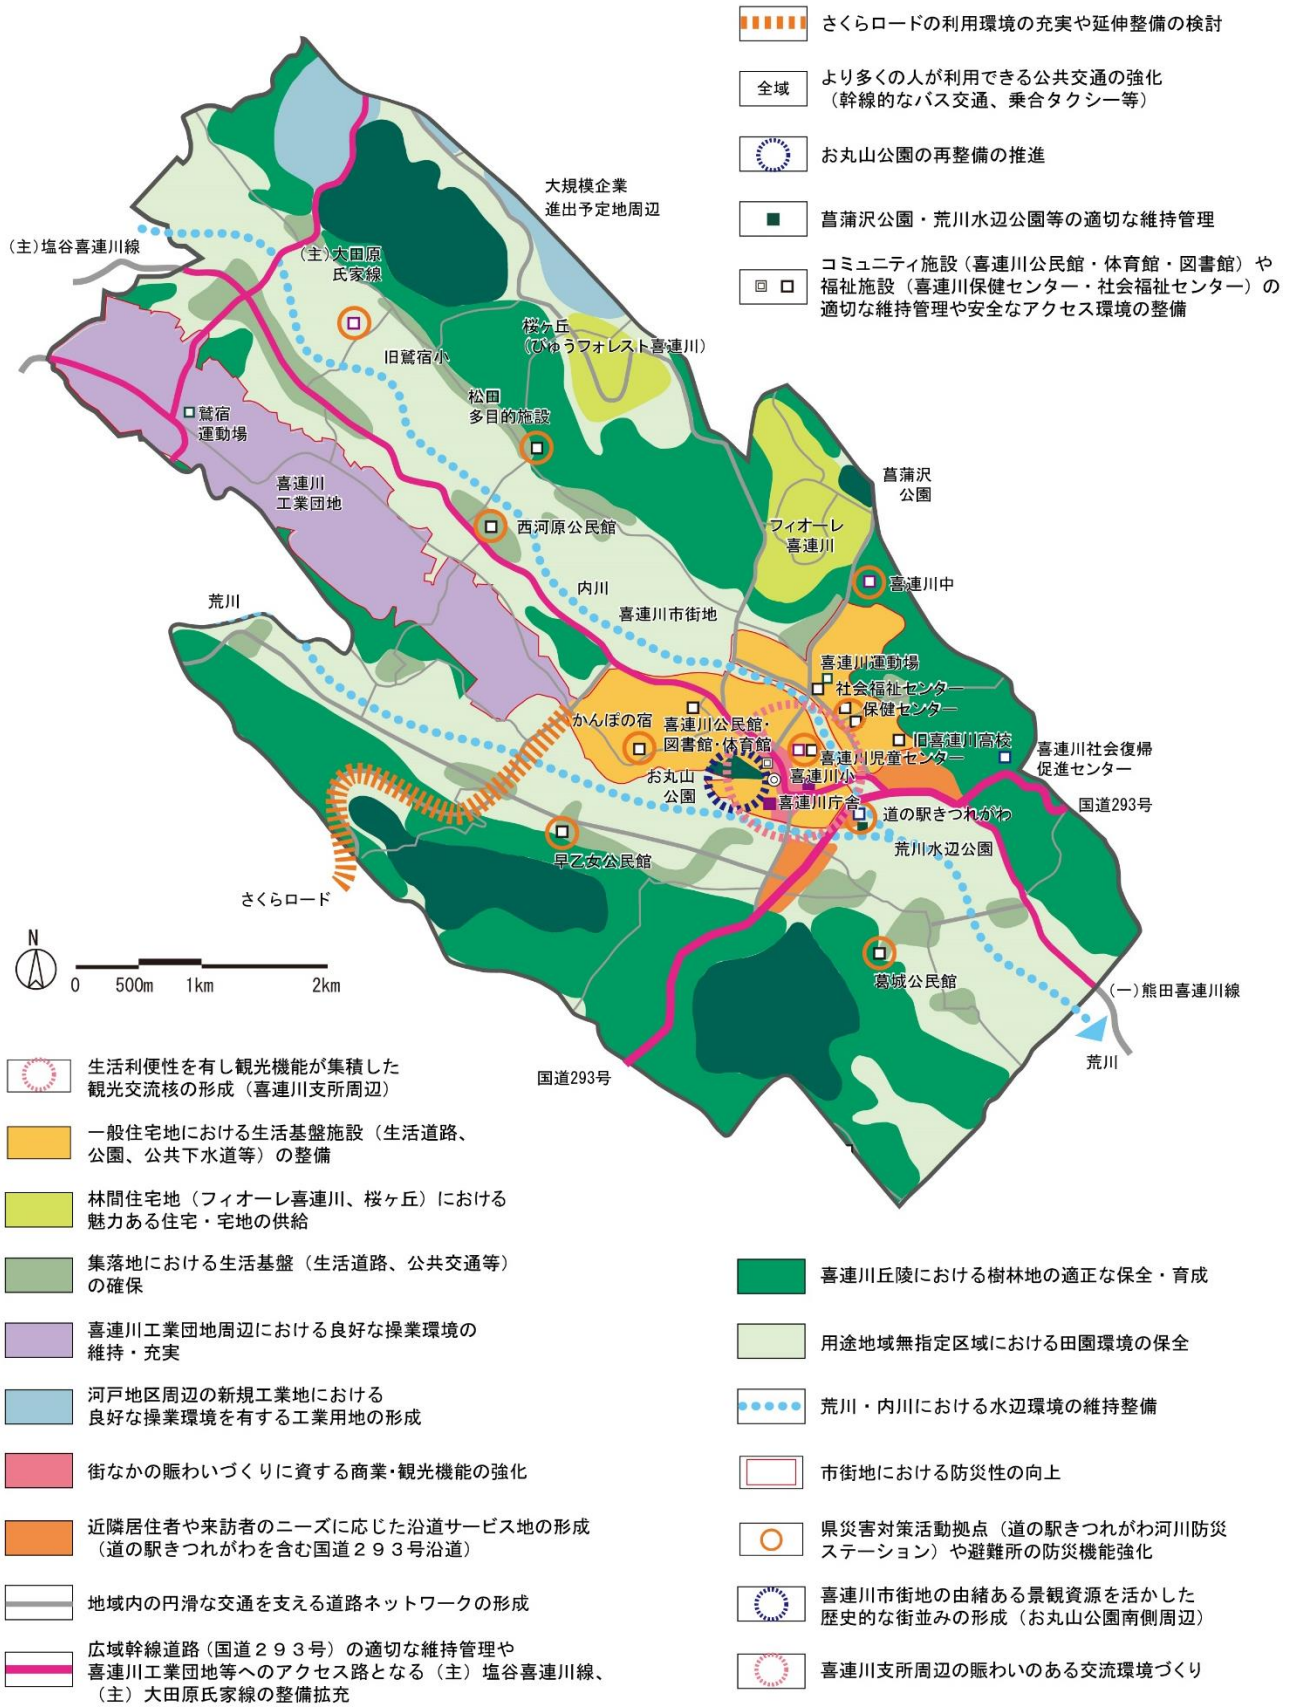 さくらロードの利用環境の充実や延伸整備の検討
全域
より多くの人が利用できる公共交通の強化
（幹線的なバス交通、乗合タクシー等）
お丸山公園の再整備の推進
菖蒲沢公園・荒川水辺公園等の適切な維持管理
コミュニティ施設（喜連川公民館・体育館・図書館）や
福祉施設（喜連川保健センター・社会福祉センター）の
適切な維持管理や安全なアクセス環境の整備
大規模企業
進出予定地周辺
(主)塩谷喜連川線
(主)大田原
氏家線
旧鷲宿小
桜ヶ丘
(びゅうフォレスト喜連川)
松田
多目的施設
鷲宿
運動場
喜連川
工業団地
菖蒲沢
公園
フィオーレ
喜連川
西河原公民館
喜連川中
内川
荒川
喜連川市街地
喜連川運動場
社会福祉センター
保健センター
かんぽの宿
喜連川公民館・
図書館・体育館
旧喜連川高校
喜連川児童センター
喜連川社会復帰
促進センター
お丸山
公園
喜連川小
喜連川庁舎
道の駅きつれがわ
国道293号
荒川水辺公園
早乙女公民館
さくらロード
葛城公民館
(一)熊田喜連川線
荒川
国道293号
N
0 500m 1km 2km
生活利便性を有し観光機能が集積した
観光交流核の形成（喜連川支所周辺）
一般住宅地における生活基盤施設（生活道路、
公園、公共下水道等）の整備
林間住宅地（フィオーレ喜連川、桜ヶ丘）における
魅力ある住宅・宅地の供給
集落地における生活基盤（生活道路、公共交通等）
の確保
喜連川工業団地周辺における良好な操業環境の
維持・充実
河戸地区周辺の新規工業地における
良好な操業環境を有する工業用地の形成
街なかの賑わいづくりに資する商業・観光機能の強化
近隣居住者や来訪者のニーズに応じた沿道サービス地の形成
（道の駅きつれがわを含む国道２９３号沿道）
地域内の円滑な交通を支える道路ネットワークの形成
広域幹線道路（国道２９３号）の適切な維持管理や
喜連川工業団地等へのアクセス路となる（主）塩谷喜連川線、
（主）大田原氏家線の整備拡充
喜連川丘陵における樹林地の適正な保全・育成
用途地域無指定区域における田園環境の保全
荒川・内川における水辺環境の維持整備
市街地における防災性の向上
県災害対策活動拠点（道の駅きつれがわ河川防災
ステーション）や避難所の防災機能強化
喜連川市街地の由緒ある景観資源を活かした
歴史的な街並みの形成（お丸山公園南側周辺）
喜連川支所周辺の賑わいのある交流環境づくり